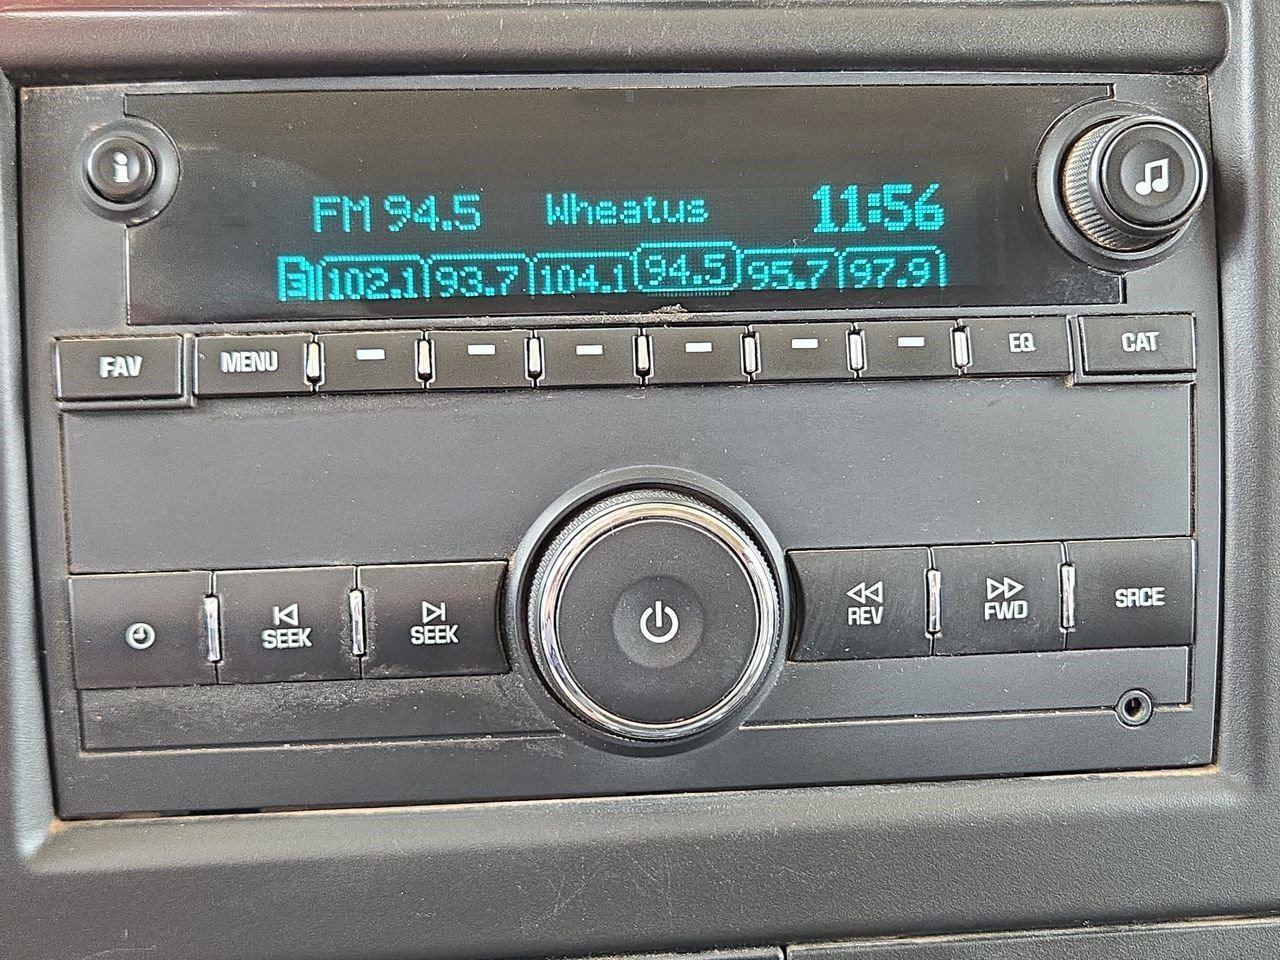 i
FM 94.5 Wheatus 11:56
3 102.1 93.7 104.1 94.5 95.7 97.9
FAV MENU EQ CAT
SEEK SEEK REV FWD SRCE